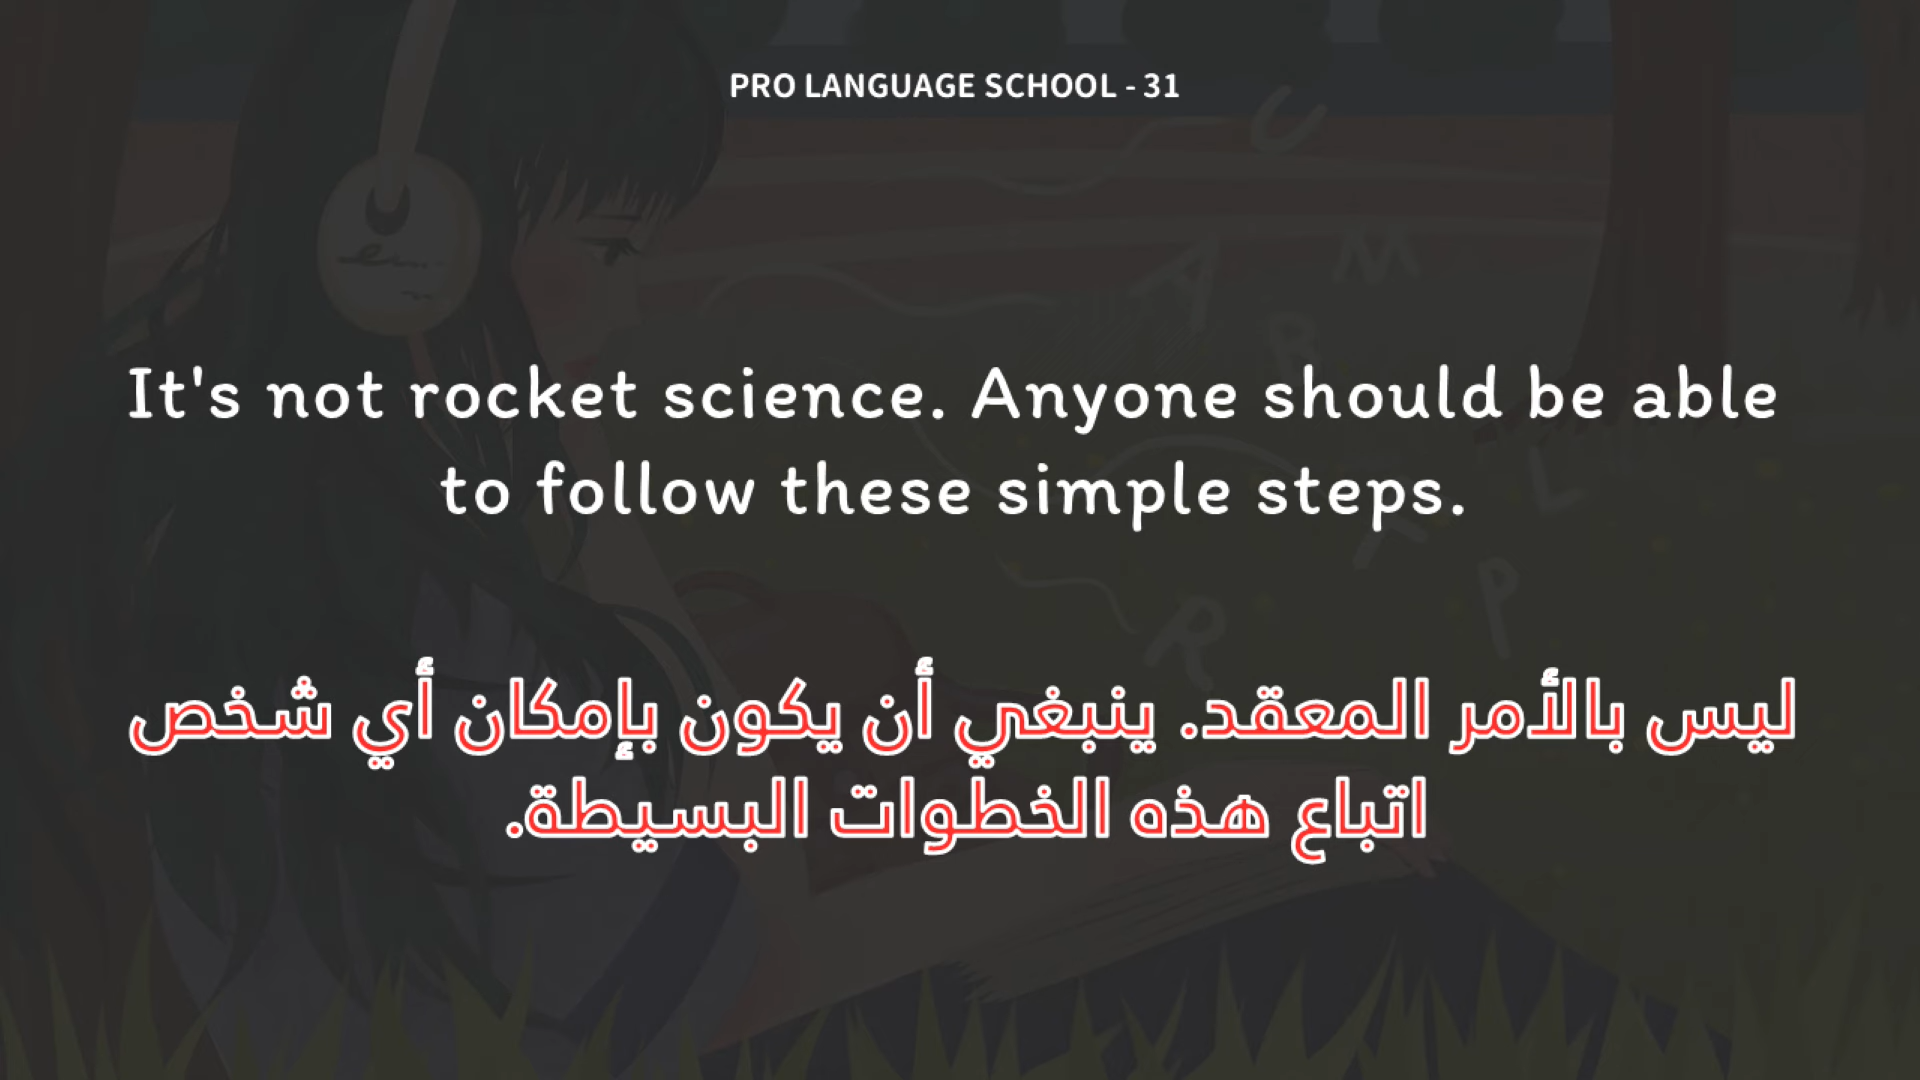 PRO LANGUAGE SCHOOL - 31
It's not rocket science. Anyone should be able
to follow these simple steps.
ليس بالأمر المعقد. ينبغي أن يكون بإمكان أي شخص
اتباع هذه الخطوات البسيطة.
U
A M
B
L
T
P
R